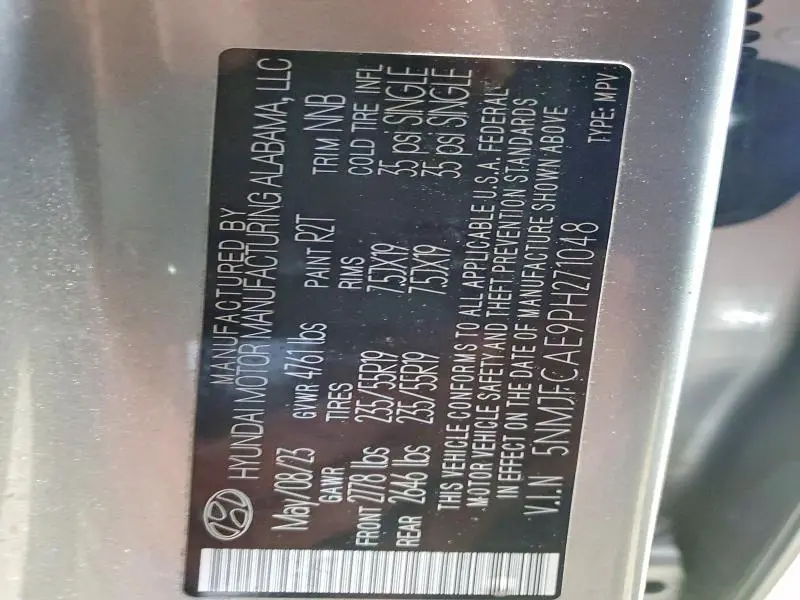 MANUFACTURED BY
HYUNDAI MOTOR MANUFACTURING ALABAMA, LLC
May/08/23 GVWR 4761 lbs PAINT R2T TRIM NNB
GAWR TIRES RIMS COLD TIRE INFL
FRONT 2778 lbs 235/55R19 7.5JX19 35 psi SINGLE
REAR 2646 lbs 235/55R19 7.5JX19 35 psi SINGLE
THIS VEHICLE CONFORMS TO ALL APPLICABLE U.S.A. FEDERAL
MOTOR VEHICLE SAFETY AND THEFT PREVENTION STANDARDS
IN EFFECT ON THE DATE OF MANUFACTURE SHOWN ABOVE
V.I.N 5NMJFCAE9PH271048 TYPE: MPV